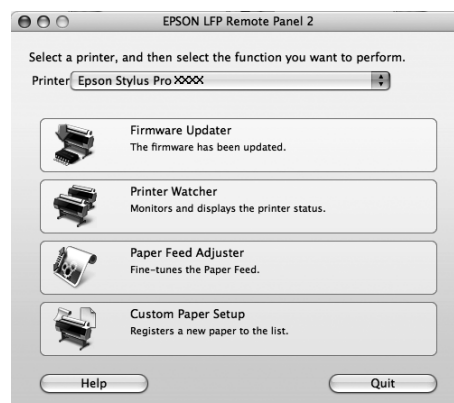 EPSON LFP Remote Panel 2
Select a printer, and then select the function you want to perform.
Printer Epson Stylus Pro XXXX
Firmware Updater
The firmware has been updated.
Printer Watcher
Monitors and displays the printer status.
Paper Feed Adjuster
Fine-tunes the Paper Feed.
Custom Paper Setup
Registers a new paper to the list.
Help Quit